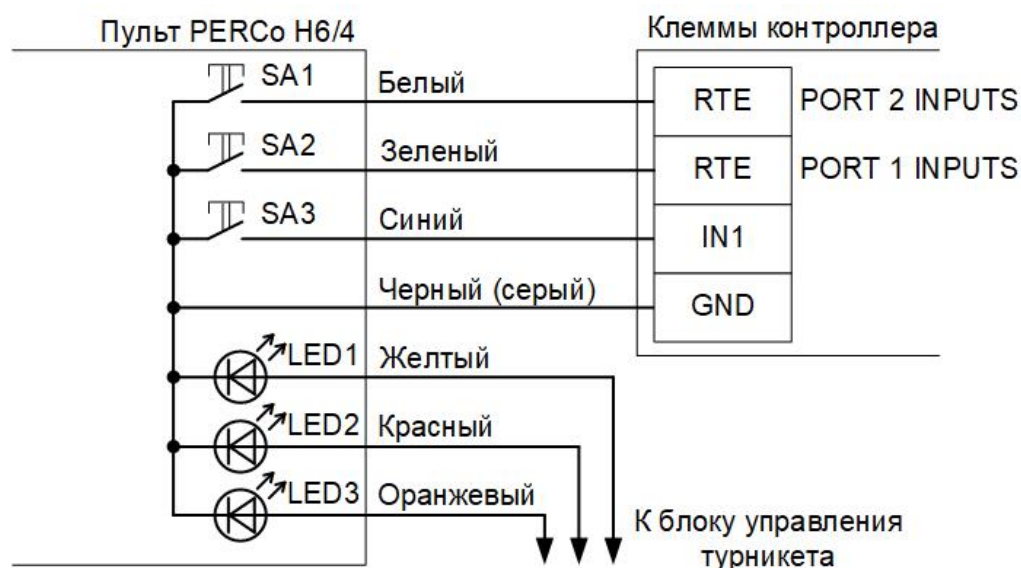 Пульт PERCo H6/4
Клеммы контроллера
SA1 Белый RTE PORT 2 INPUTS
SA2 Зеленый RTE PORT 1 INPUTS
SA3 Синий IN1
Черный (серый) GND
LED1 Желтый
LED2 Красный
LED3 Оранжевый
К блоку управления
турникета